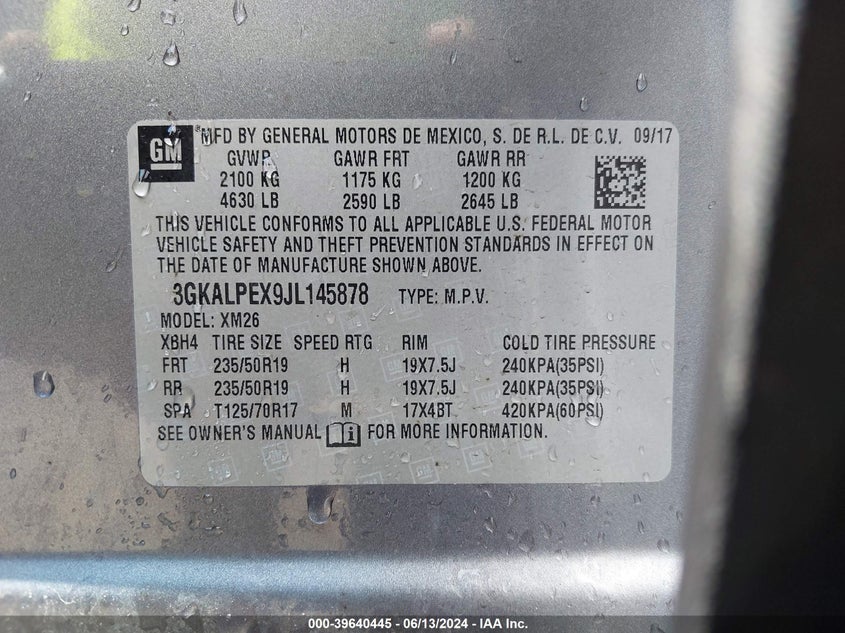 GM
®MFD BY GENERAL MOTORS DE MEXICO, S. DE R.L. DE C.V. 09/17
GVWR GAWR FRT GAWR RR
2100 KG 1175 KG 1200 KG
4630 LB 2590 LB 2645 LB
THIS VEHICLE CONFORMS TO ALL APPLICABLE U.S. FEDERAL MOTOR
VEHICLE SAFETY AND THEFT PREVENTION STANDARDS IN EFFECT ON
THE DATE OF MANUFACTURE SHOWN ABOVE.
3GKALPEX9JL145878 TYPE: M.P.V.
MODEL: XM26
XBH4 TIRE SIZE SPEED RTG RIM COLD TIRE PRESSURE
FRT 235/50R19 H 19X7.5J 240KPA(35PSI)
RR 235/50R19 H 19X7.5J 240KPA(35PSI)
SPA T125/70R17 M 17X4BT 420KPA(60PSI)
SEE OWNER'S MANUAL i FOR MORE INFORMATION.
000-39640445 - 06/13/2024 - IAA Inc.